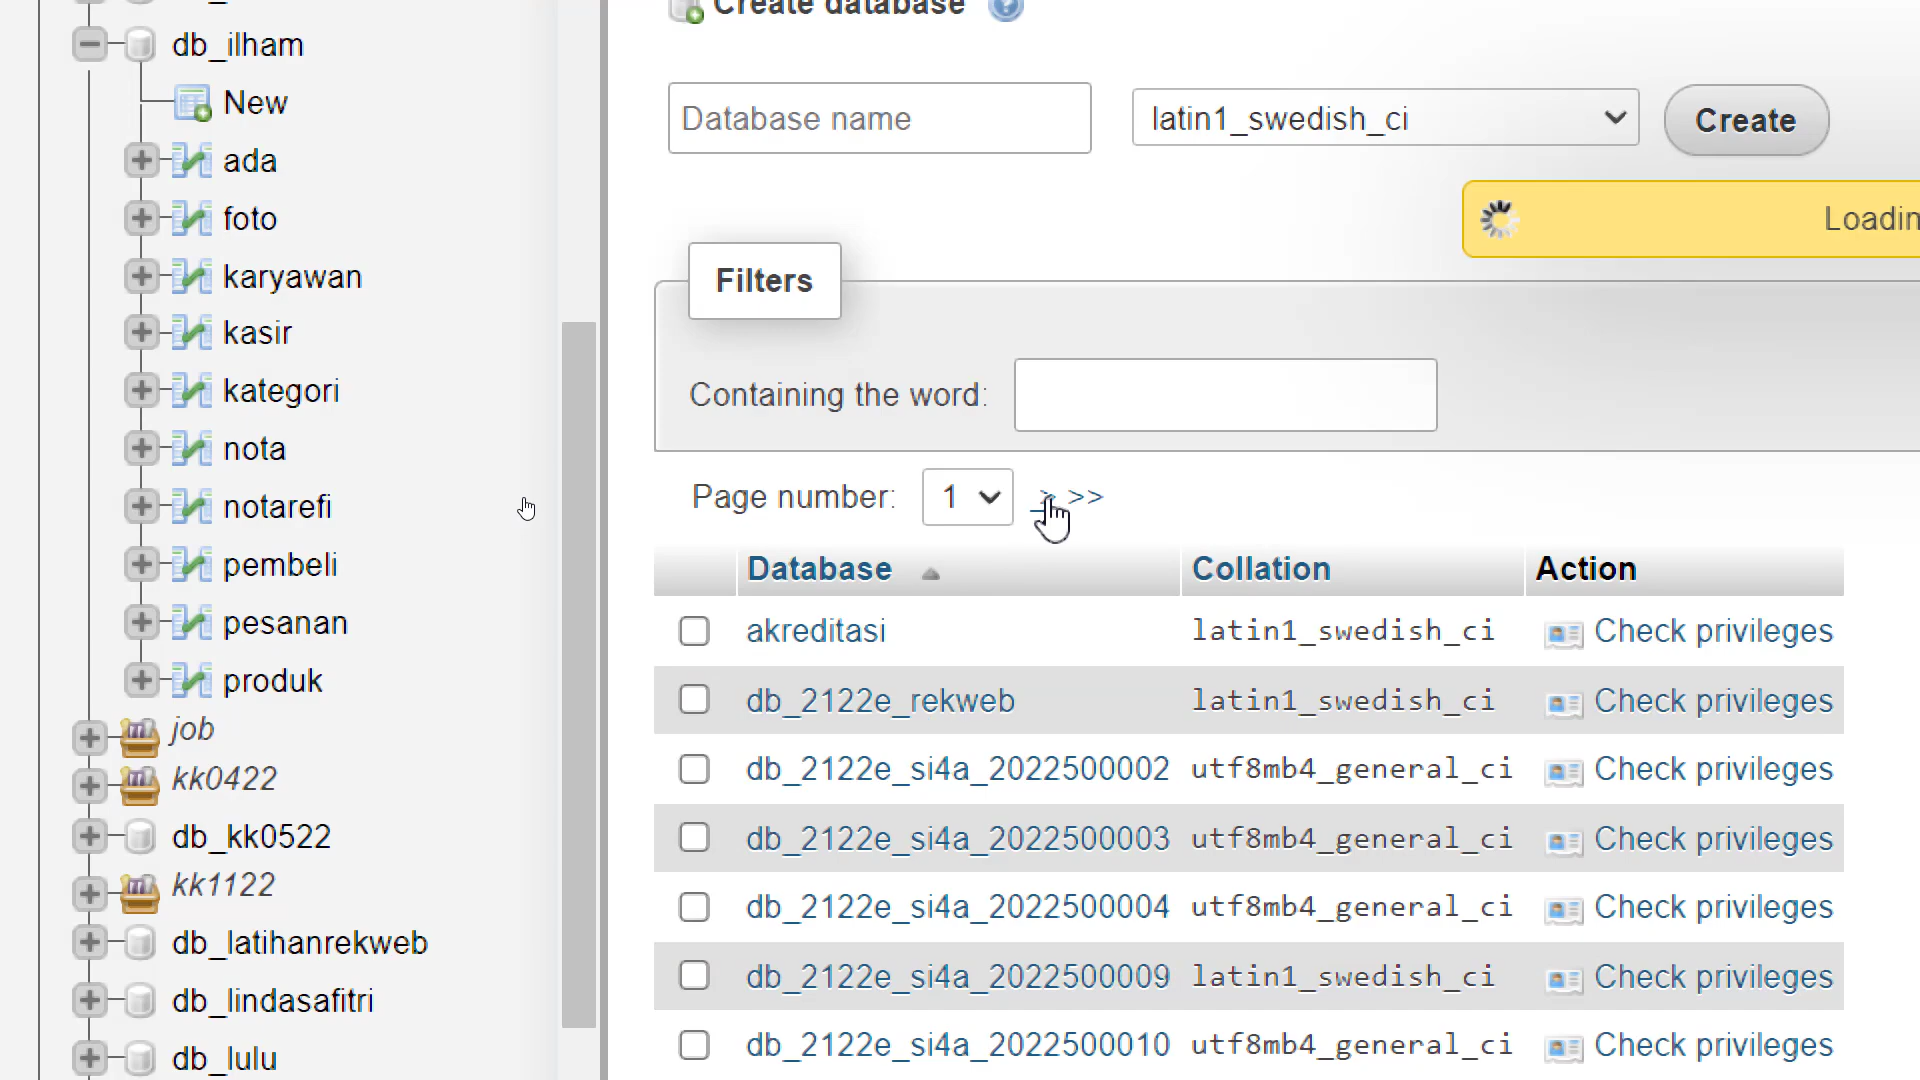 db_ilham
New
ada
foto
karyawan
kasir
kategori
nota
notarefi
pembeli
pesanan
produk
job
kk0422
db_kk0522
kk1122
db_latihanrekweb
db_lindasafitri
db_lulu
Create database
Database name
latin1_swedish_ci
Create
Loadin
Filters
Containing the word:
Page number: 1 > >>
Database Collation Action
akreditasi latin1_swedish_ci Check privileges
db_2122e_rekweb latin1_swedish_ci Check privileges
db_2122e_si4a_2022500002 utf8mb4_general_ci Check privileges
db_2122e_si4a_2022500003 utf8mb4_general_ci Check privileges
db_2122e_si4a_2022500004 utf8mb4_general_ci Check privileges
db_2122e_si4a_2022500009 latin1_swedish_ci Check privileges
db_2122e_si4a_2022500010 utf8mb4_general_ci Check privileges